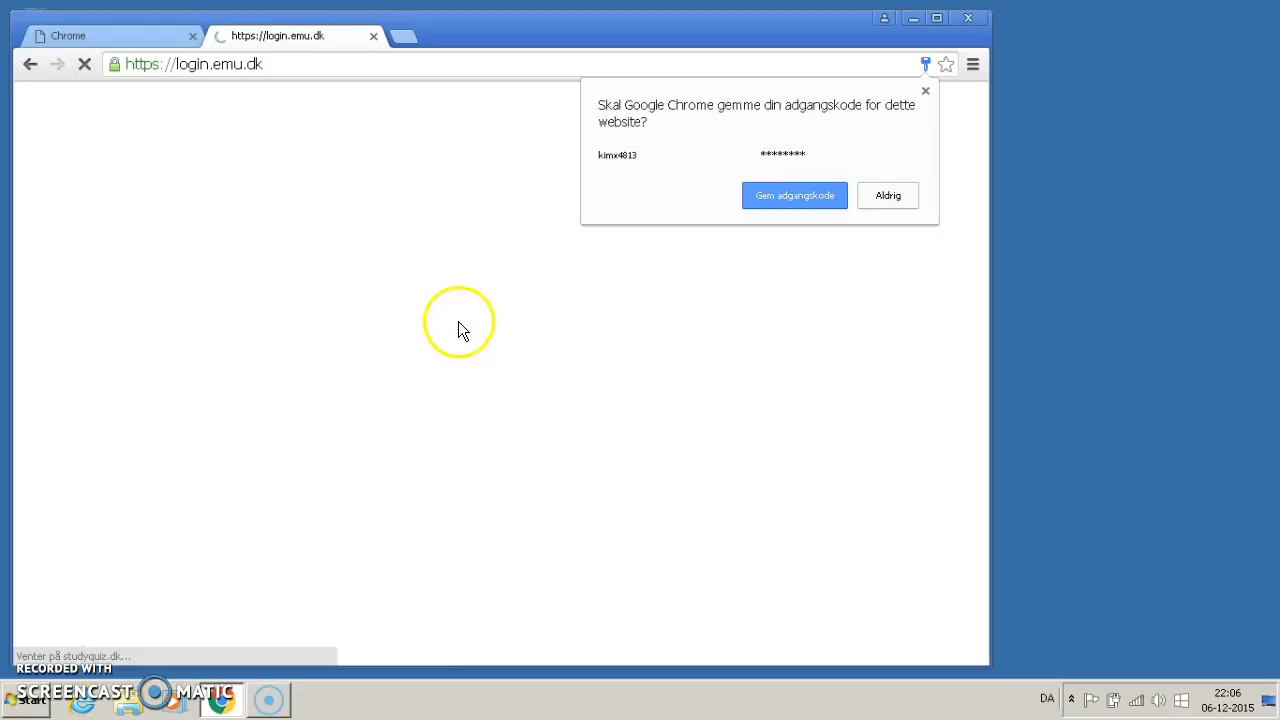 Chrome
https://login.emu.dk
https://login.emu.dk
Skal Google Chrome gemme din adgangskode for dette
website?
kimx4813 ********
Gem adgangskode Aldrig
Venter på studyquiz.dk...
RECORDED WITH
SCREENCAST MATIC
Start
DA
22:06
06-12-2015